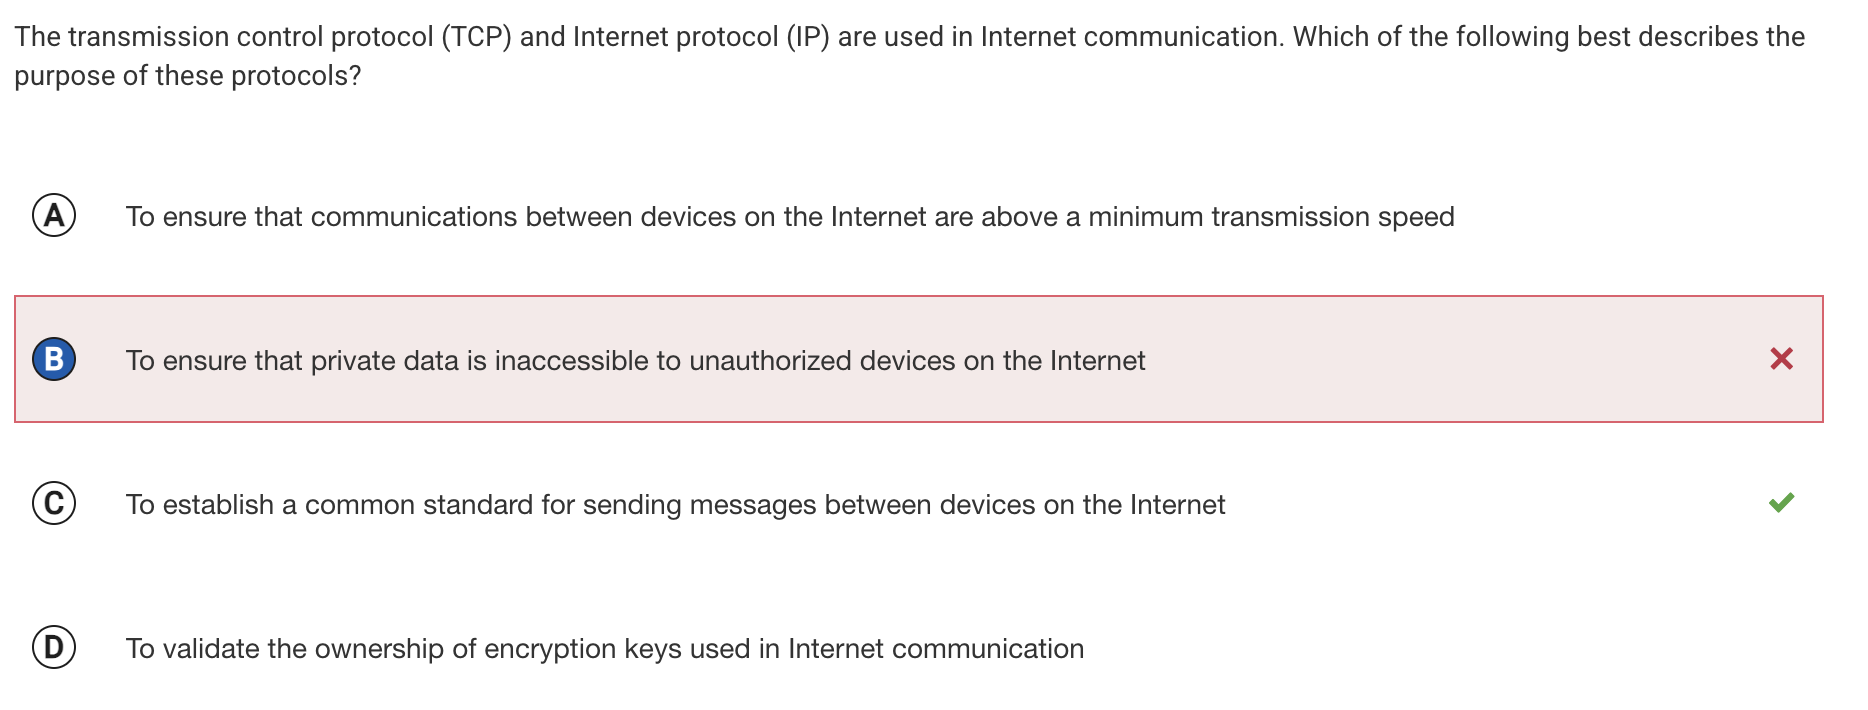 The transmission control protocol (TCP) and Internet protocol (IP) are used in Internet communication. Which of the following best describes the
purpose of these protocols?
A To ensure that communications between devices on the Internet are above a minimum transmission speed
B To ensure that private data is inaccessible to unauthorized devices on the Internet
C To establish a common standard for sending messages between devices on the Internet
D To validate the ownership of encryption keys used in Internet communication